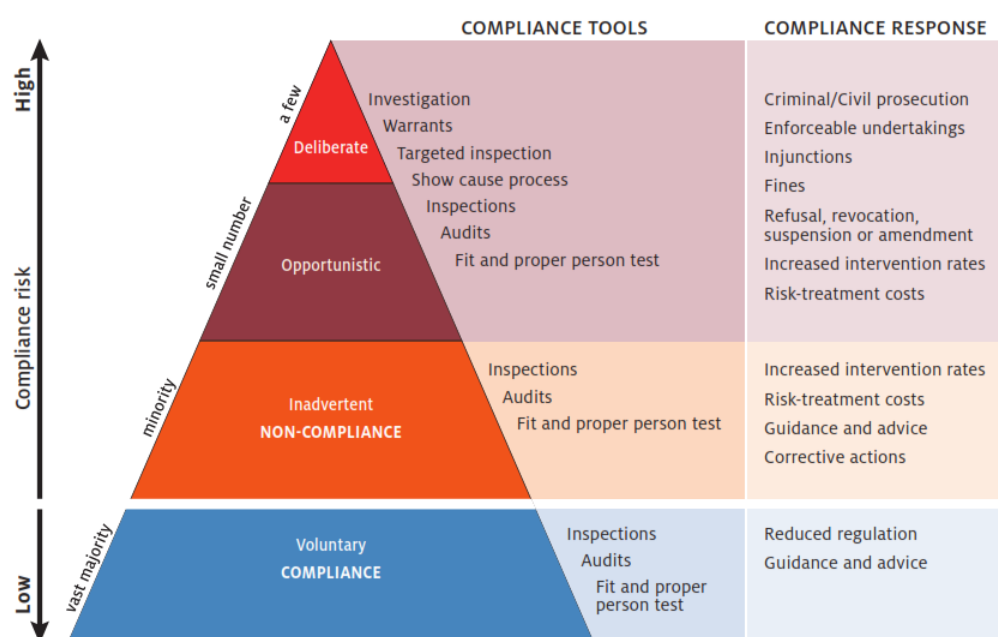 COMPLIANCE TOOLS
COMPLIANCE RESPONSE
High
Compliance risk
Low
a few
small number
minority
vast majority
Deliberate
Opportunistic
Inadvertent
NON-COMPLIANCE
Voluntary
COMPLIANCE
Investigation
Warrants
Targeted inspection
Show cause process
Inspections
Audits
Fit and proper person test
Criminal/Civil prosecution
Enforceable undertakings
Injunctions
Fines
Refusal, revocation,
suspension or amendment
Increased intervention rates
Risk-treatment costs
Inspections
Audits
Fit and proper person test
Increased intervention rates
Risk-treatment costs
Guidance and advice
Corrective actions
Inspections
Audits
Fit and proper
person test
Reduced regulation
Guidance and advice